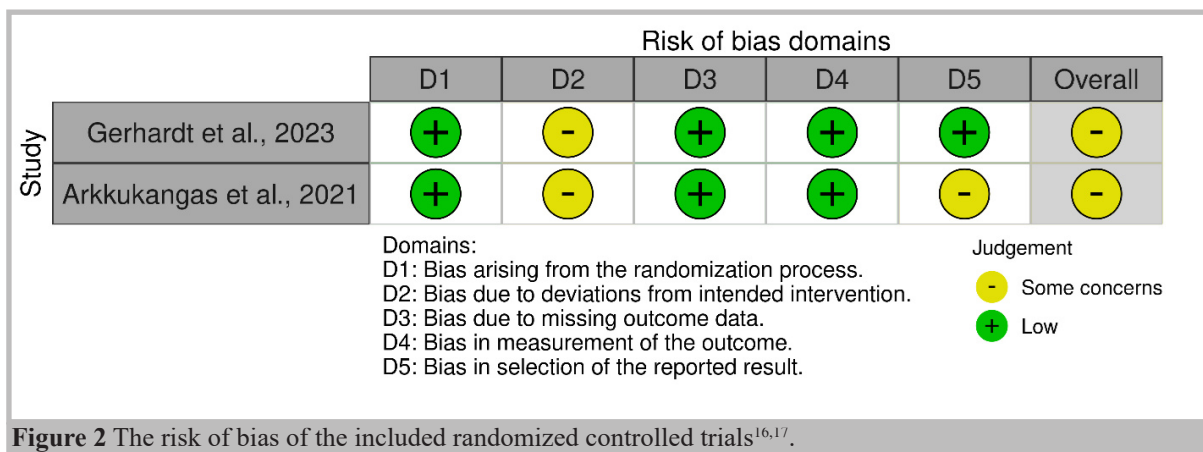 Risk of bias domains
D1 D2 D3 D4 D5 Overall
Study
Gerhardt et al., 2023 + - + + + -
Arkkukangas et al., 2021 + - + + - -
Domains:
D1: Bias arising from the randomization process.
D2: Bias due to deviations from intended intervention.
D3: Bias due to missing outcome data.
D4: Bias in measurement of the outcome.
D5: Bias in selection of the reported result.
Judgement
- Some concerns
+ Low
Figure 2 The risk of bias of the included randomized controlled trials16,17.